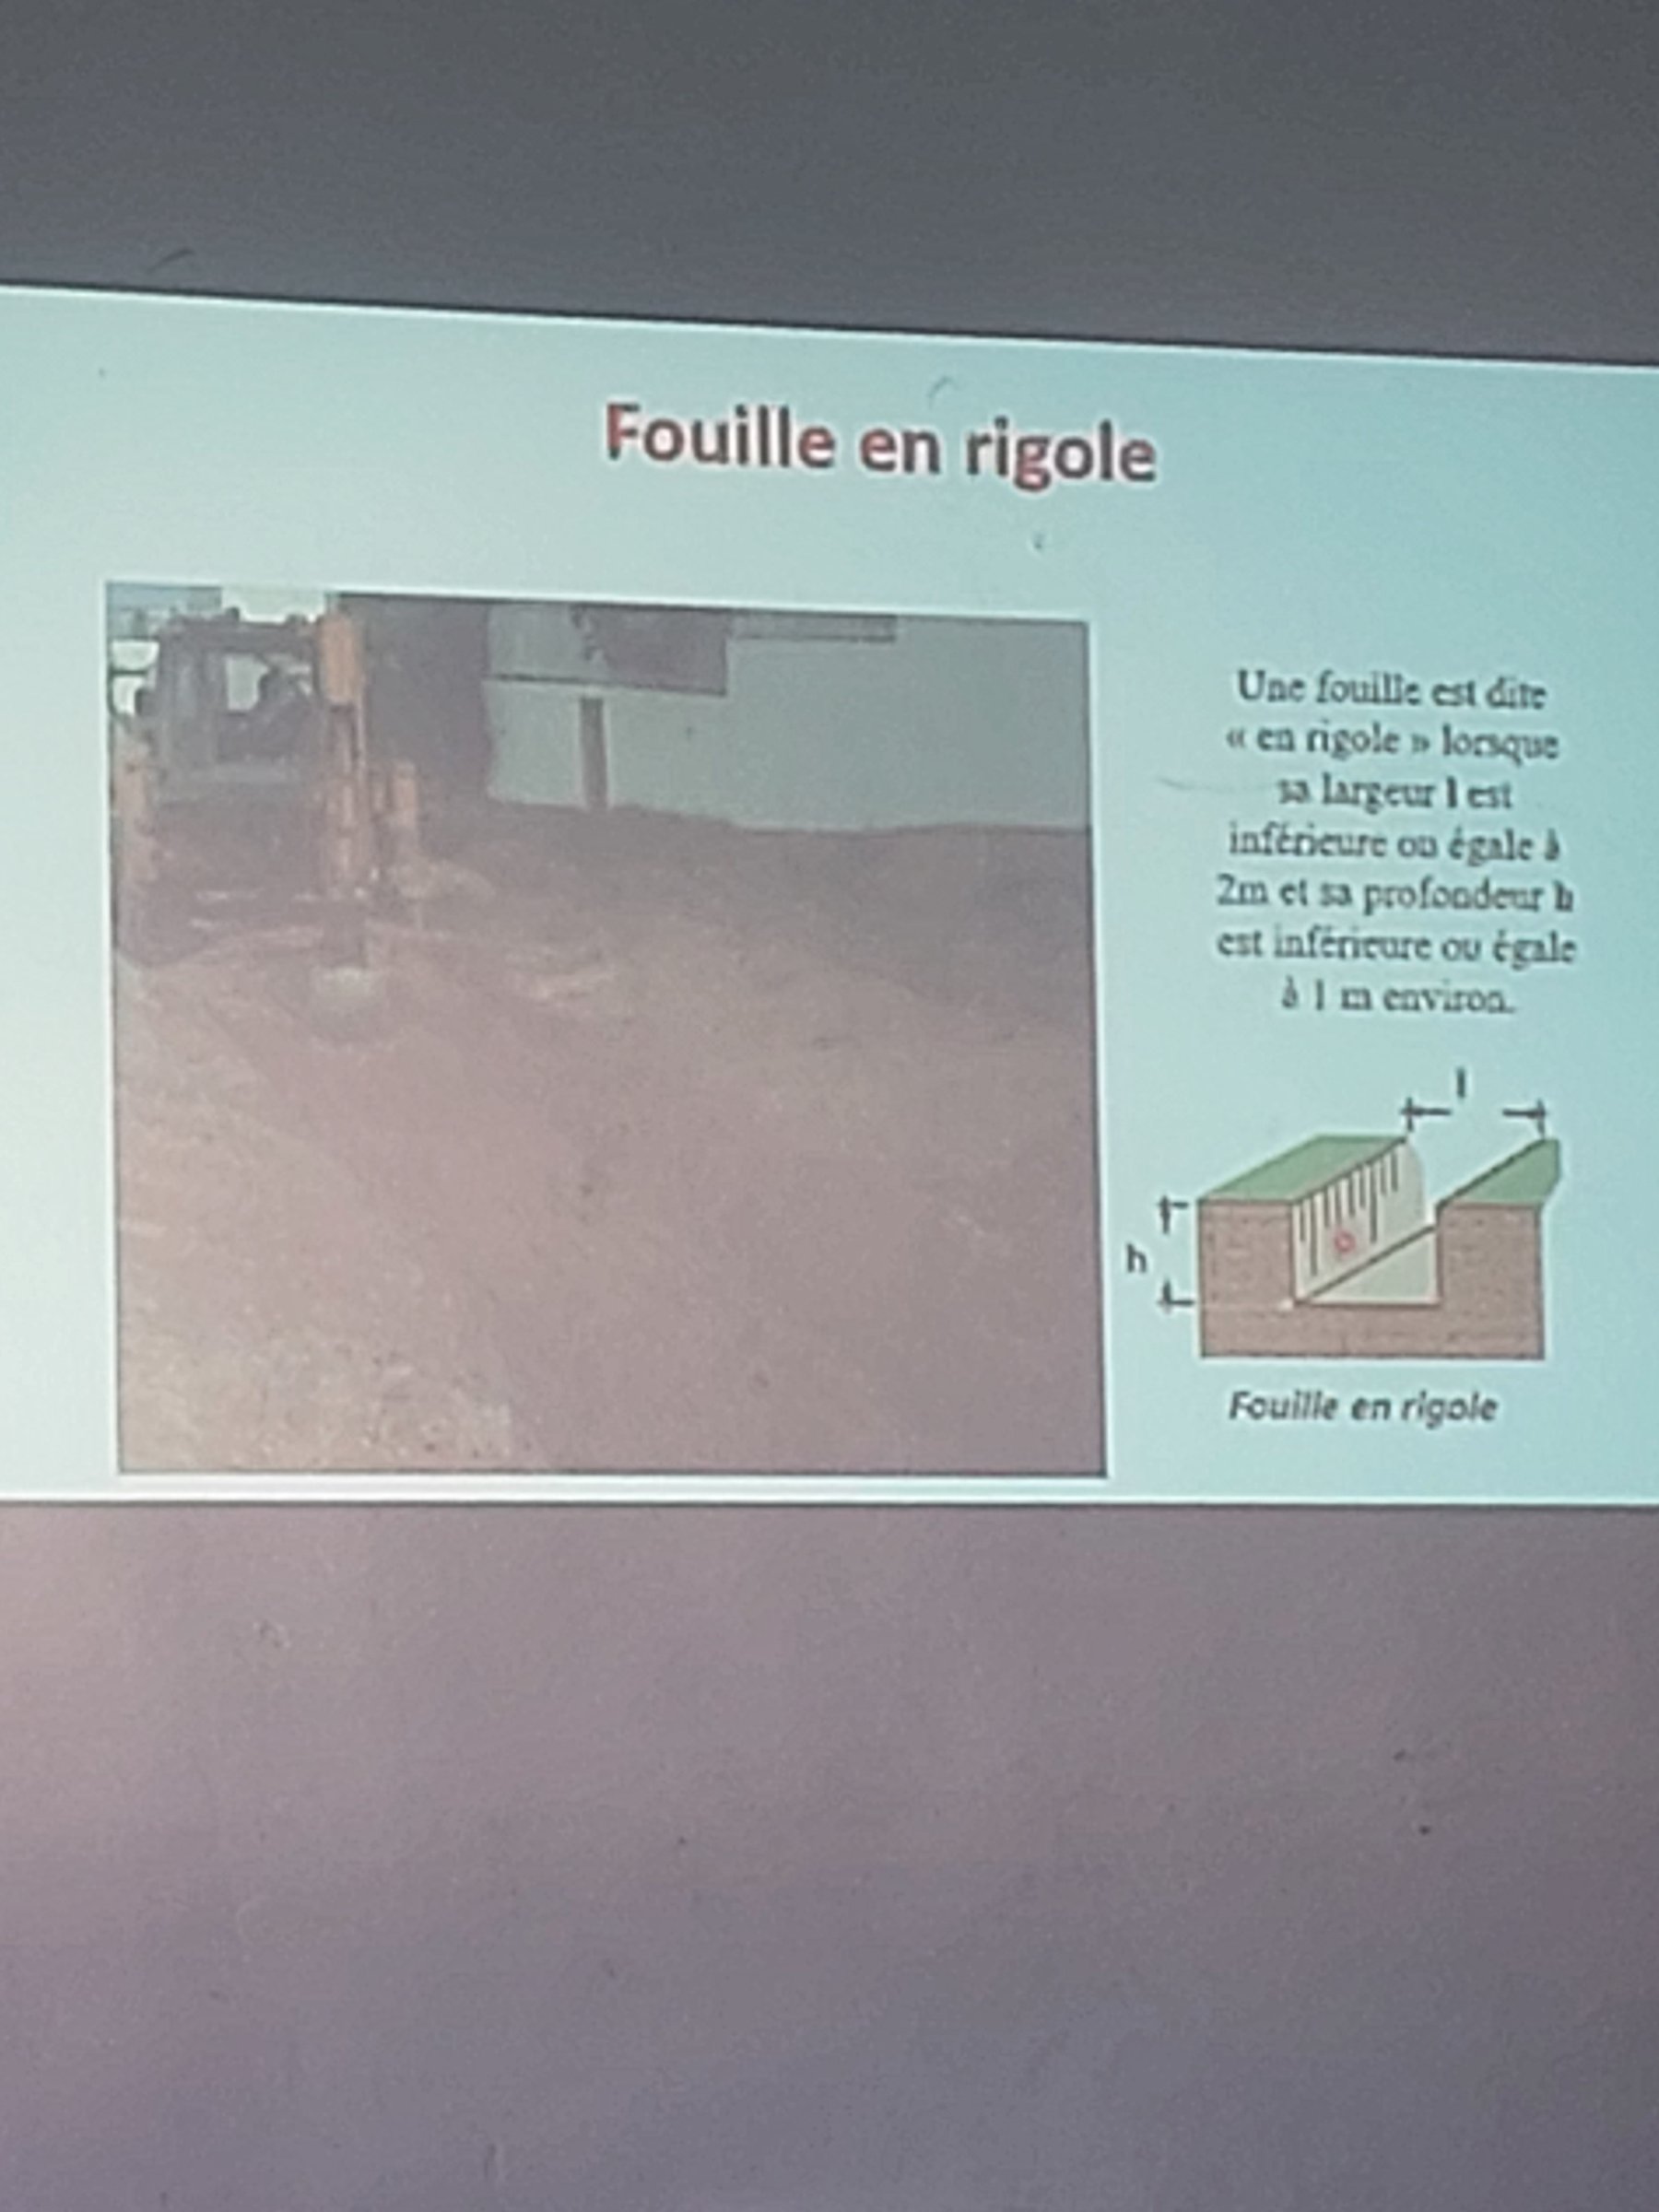 Fouille en rigole
Une fouille est dite
« en rigole » lorsque
sa largeur l est
inférieure ou égale à
2m et sa profondeur h
est inférieure ou égale
à 1 m environ.
l
h
Fouille en rigole